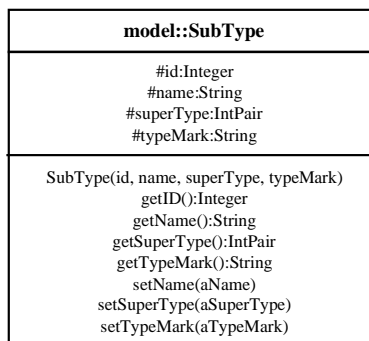 model::SubType
#id:Integer
#name:String
#superType:IntPair
#typeMark:String
SubType(id, name, superType, typeMark)
getID():Integer
getName():String
getSuperType():IntPair
getTypeMark():String
setName(aName)
setSuperType(aSuperType)
setTypeMark(aTypeMark)